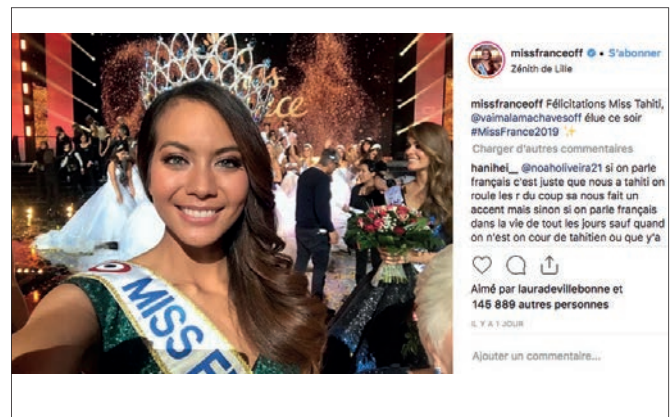 Miss
ce
MISS F
missfranceoff • S'abonner
Zénith de Lille
missfranceoff Félicitations Miss Tahiti,
@vaimalamachavesoff élue ce soir
#MissFrance2019 ✨
Charger d'autres commentaires
hanihei__ @noaholiveira21 si on parle
français c'est juste que nous a tahiti on
roule les r du coup sa nous fait un
accent mais sinon si on parle français
dans la vie de tout les jours sauf quand
on n'est on cour de tahitien ou que y'a
Aimé par lauradevillebonne et
145 889 autres personnes
IL Y A 1 JOUR
Ajouter un commentaire...